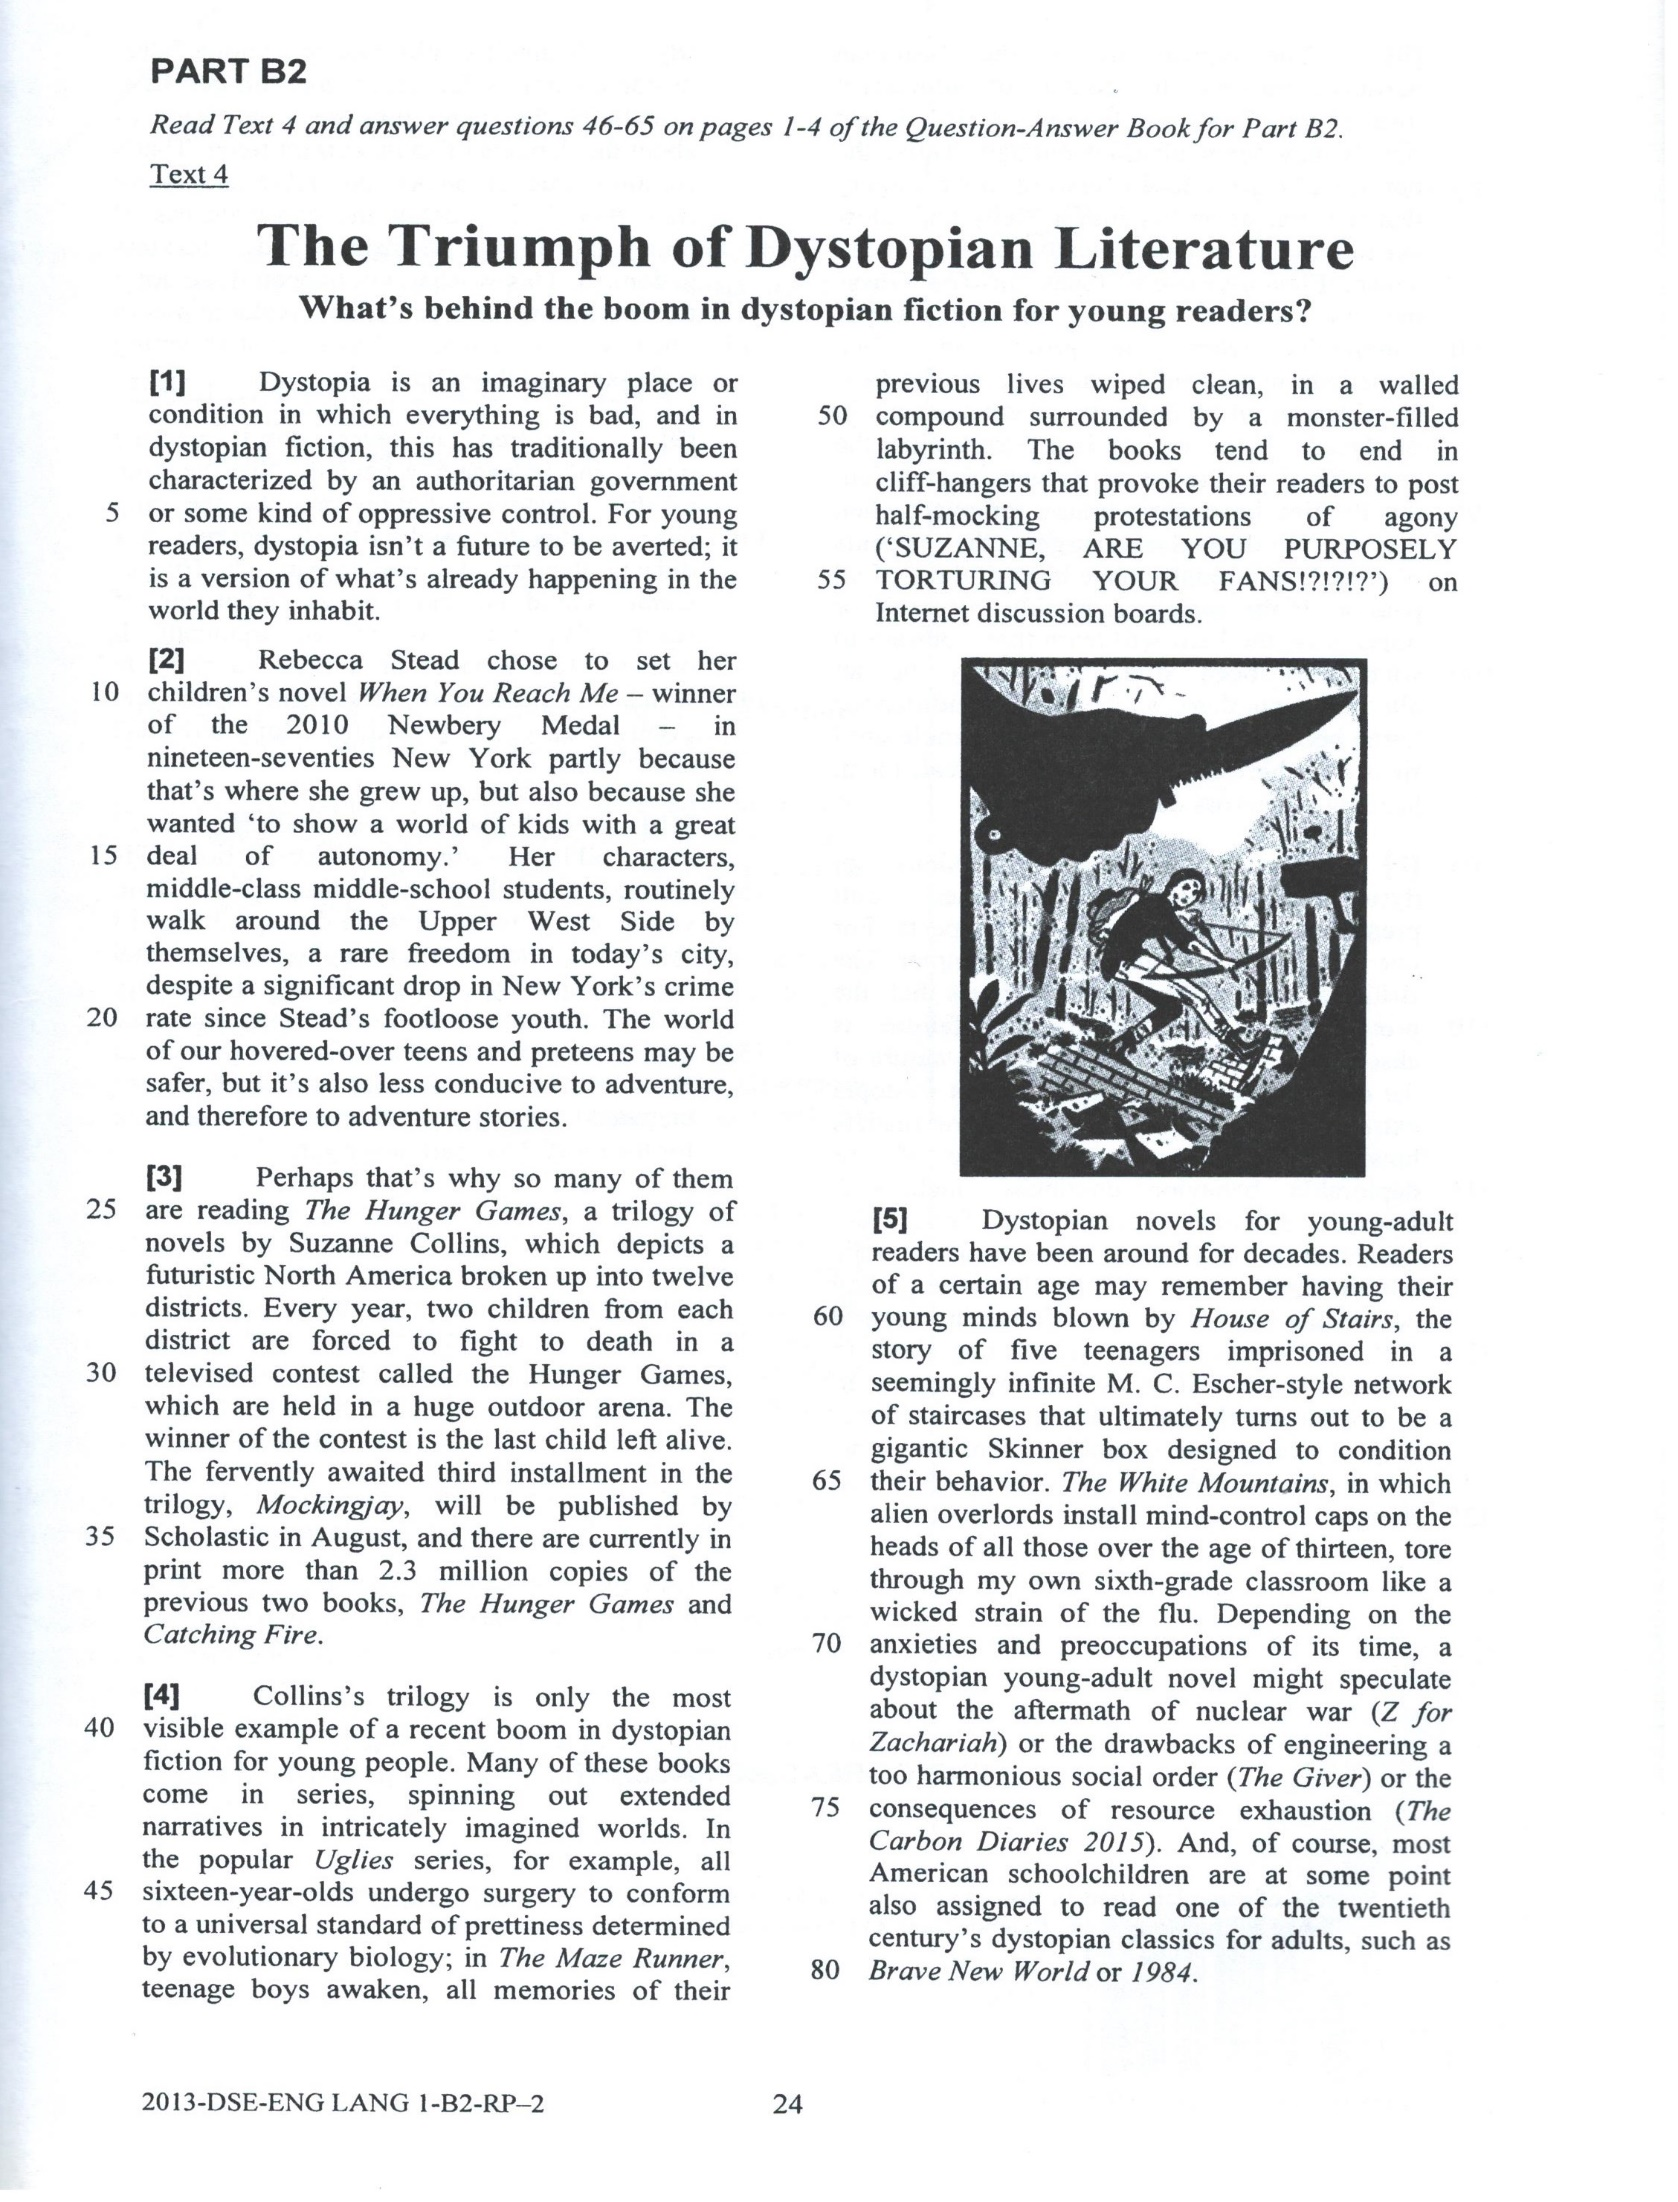 PART B2
Read Text 4 and answer questions 46-65 on pages 1-4 of the Question-Answer Book for Part B2.
Text 4
The Triumph of Dystopian Literature
What's behind the boom in dystopian fiction for young readers?
[1] Dystopia is an imaginary place or
condition in which everything is bad, and in
dystopian fiction, this has traditionally been
characterized by an authoritarian government
5 or some kind of oppressive control. For young
readers, dystopia isn't a future to be averted; it
is a version of what's already happening in the
world they inhabit.
[2] Rebecca Stead chose to set her
10 children's novel When You Reach Me – winner
of the 2010 Newbery Medal – in
nineteen-seventies New York partly because
that's where she grew up, but also because she
wanted 'to show a world of kids with a great
15 deal of autonomy.' Her characters,
middle-class middle-school students, routinely
walk around the Upper West Side by
themselves, a rare freedom in today's city,
despite a significant drop in New York's crime
20 rate since Stead's footloose youth. The world
of our hovered-over teens and preteens may be
safer, but it's also less conducive to adventure,
and therefore to adventure stories.
[3] Perhaps that's why so many of them
25 are reading The Hunger Games, a trilogy of
novels by Suzanne Collins, which depicts a
futuristic North America broken up into twelve
districts. Every year, two children from each
district are forced to fight to death in a
30 televised contest called the Hunger Games,
which are held in a huge outdoor arena. The
winner of the contest is the last child left alive.
The fervently awaited third installment in the
trilogy, Mockingjay, will be published by
35 Scholastic in August, and there are currently in
print more than 2.3 million copies of the
previous two books, The Hunger Games and
Catching Fire.
[4] Collins's trilogy is only the most
40 visible example of a recent boom in dystopian
fiction for young people. Many of these books
come in series, spinning out extended
narratives in intricately imagined worlds. In
the popular Uglies series, for example, all
45 sixteen-year-olds undergo surgery to conform
to a universal standard of prettiness determined
by evolutionary biology; in The Maze Runner,
teenage boys awaken, all memories of their
previous lives wiped clean, in a walled
50 compound surrounded by a monster-filled
labyrinth. The books tend to end in
cliff-hangers that provoke their readers to post
half-mocking protestations of agony
('SUZANNE, ARE YOU PURPOSELY
55 TORTURING YOUR FANS!?!?!?') on
Internet discussion boards.
[5] Dystopian novels for young-adult
readers have been around for decades. Readers
of a certain age may remember having their
60 young minds blown by House of Stairs, the
story of five teenagers imprisoned in a
seemingly infinite M. C. Escher-style network
of staircases that ultimately turns out to be a
gigantic Skinner box designed to condition
65 their behavior. The White Mountains, in which
alien overlords install mind-control caps on the
heads of all those over the age of thirteen, tore
through my own sixth-grade classroom like a
wicked strain of the flu. Depending on the
70 anxieties and preoccupations of its time, a
dystopian young-adult novel might speculate
about the aftermath of nuclear war (Z for
Zachariah) or the drawbacks of engineering a
too harmonious social order (The Giver) or the
75 consequences of resource exhaustion (The
Carbon Diaries 2015). And, of course, most
American schoolchildren are at some point
also assigned to read one of the twentieth
century's dystopian classics for adults, such as
80 Brave New World or 1984.
2013-DSE-ENG LANG 1-B2-RP–2 24